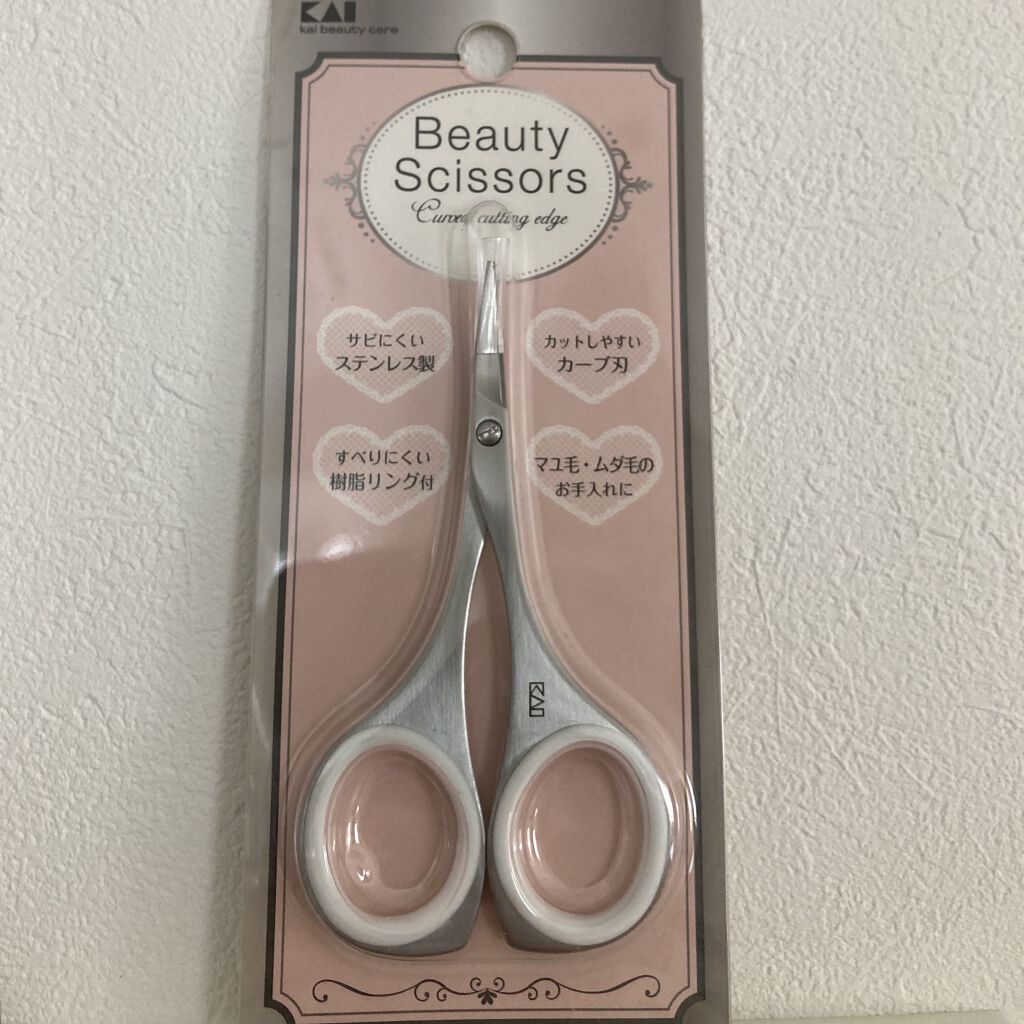 KAI
kai beauty care
Beauty
Scissors
Curved cutting edge
サビにくい
ステンレス製
カットしやすい
カーブ刃
すべりにくい
樹脂リング付
マユ毛・ムダ毛の
お手入れに
KAI